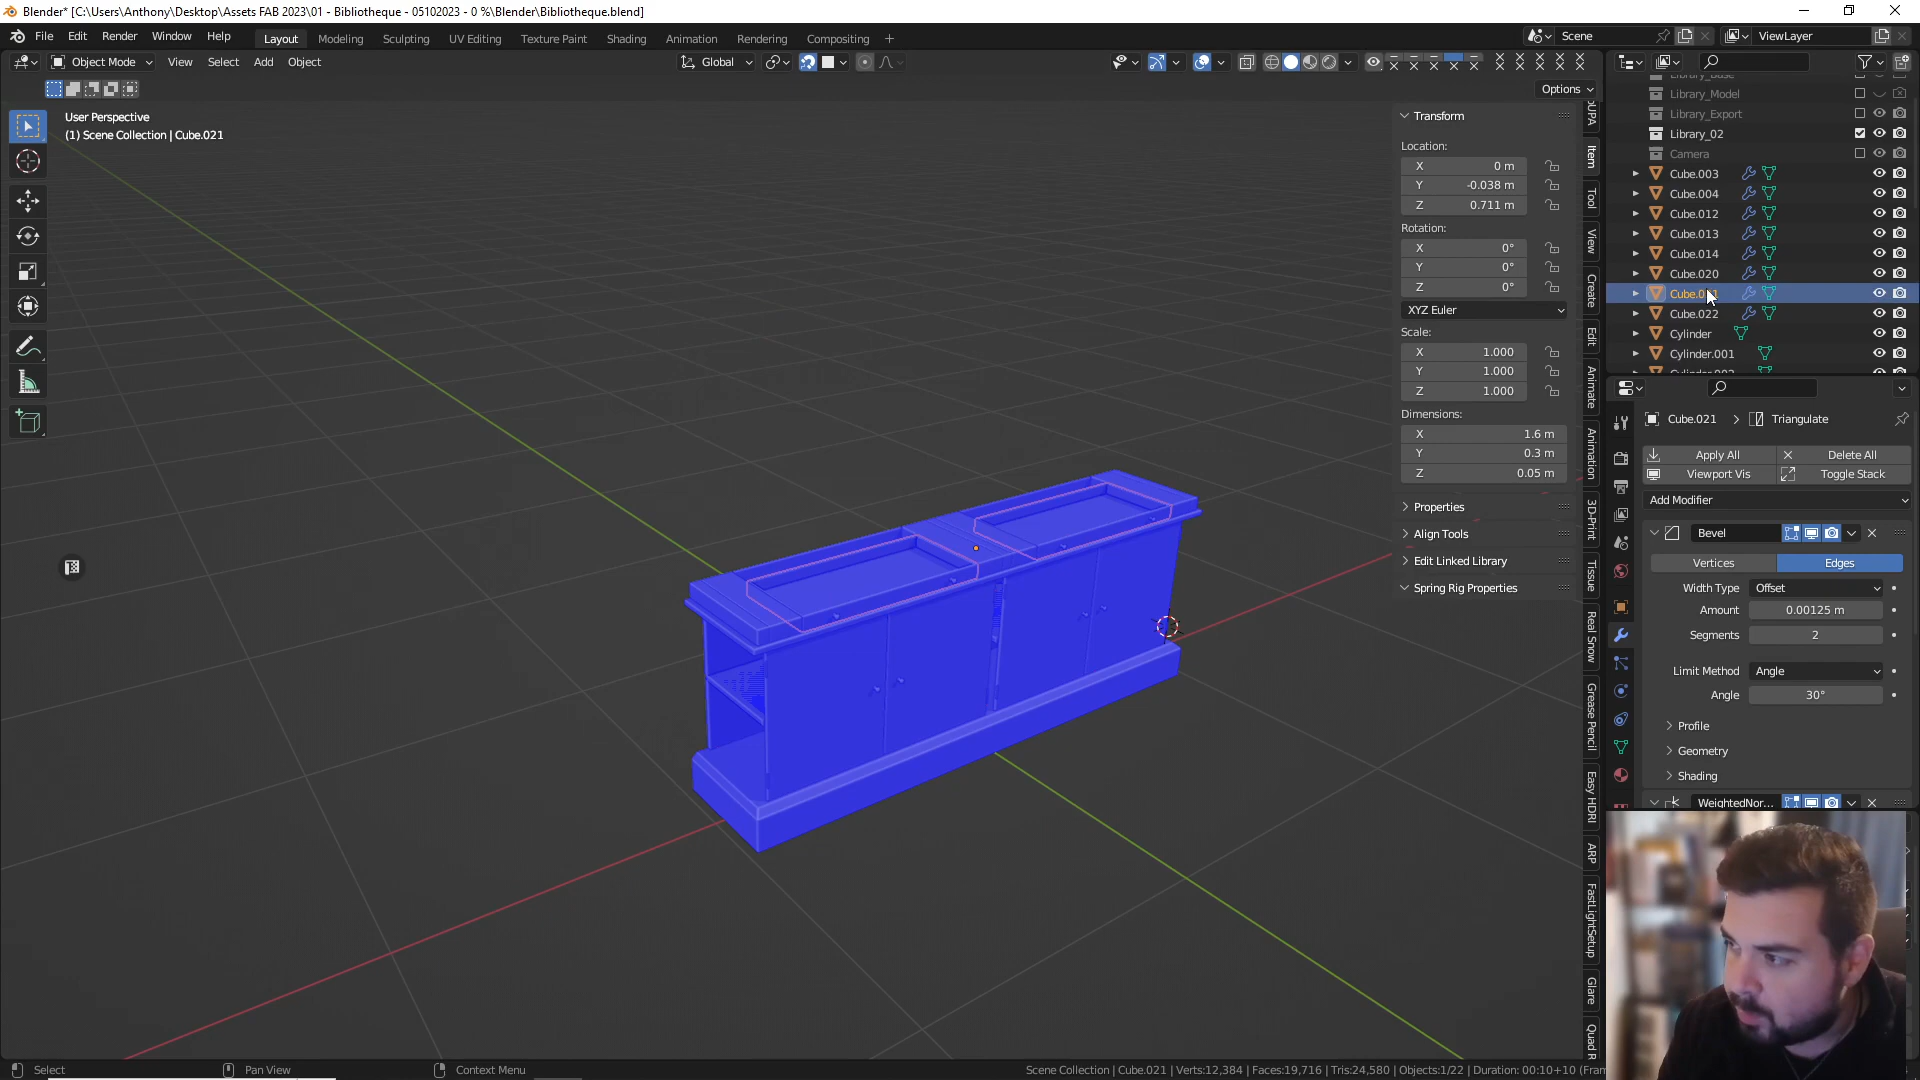 Blender* [C:\Users\Anthony\Desktop\Assets FAB 2023\01 - Bibliotheque - 05102023 - 0 %\Blender\Bibliotheque.blend]
File Edit Render Window Help Layout Modeling Sculpting UV Editing Texture Paint Shading Animation Rendering Compositing Scene ViewLayer
Object Mode View Select Add Object Global
Options
User Perspective
(1) Scene Collection | Cube.021
Transform
Location:
X 0 m
Y -0.038 m
Z 0.711 m
Rotation:
X 0°
Y 0°
Z 0°
XYZ Euler
Scale:
X 1.000
Y 1.000
Z 1.000
Dimensions:
X 1.6 m
Y 0.3 m
Z 0.05 m
Properties
Align Tools
Edit Linked Library
Spring Rig Properties
Item
Tool
View
Create
Edit
Animate
Animation
3D-Print
Tissue
Real Snow
Grease Pencil
Easy HDRI
ARP
FastLightSetup
Glare
Quad R
Library_Base
Library_Model
Library_Export
Library_02
Camera
Cube.003
Cube.004
Cube.012
Cube.013
Cube.014
Cube.020
Cube.022
Cylinder
Cylinder.001
Cube.021 > Triangulate
Apply All Delete All
Viewport Vis Toggle Stack
Add Modifier
Bevel
Vertices Edges
Width Type Offset
Amount 0.00125 m
Segments 2
Limit Method Angle
Angle 30°
Profile
Geometry
Shading
WeightedNor...
Select Pan View Context Menu Scene Collection | Cube.021 | Verts:12,384 | Faces:19,716 | Tris:24,580 | Objects:1/22 | Duration: 00:10+10 (Fram